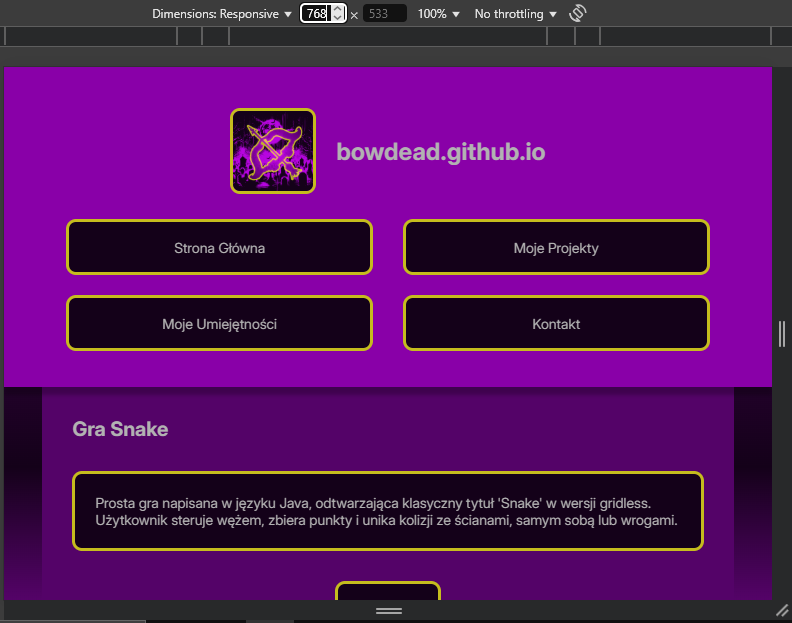 Dimensions: Responsive 768 × 533 100% No throttling
bowdead.github.io
Strona Główna Moje Projekty
Moje Umiejętności Kontakt
Gra Snake
Prosta gra napisana w języku Java, odtwarzająca klasyczny tytuł 'Snake' w wersji gridless.
Użytkownik steruje wężem, zbiera punkty i unika kolizji ze ścianami, samym sobą lub wrogami.